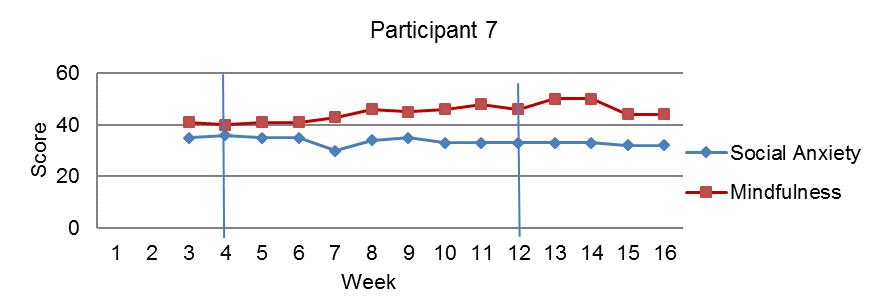 Participant 7
60
40
20
0
Score
1 2 3 4 5 6 7 8 9 10 11 12 13 14 15 16
Week
Social Anxiety
Mindfulness